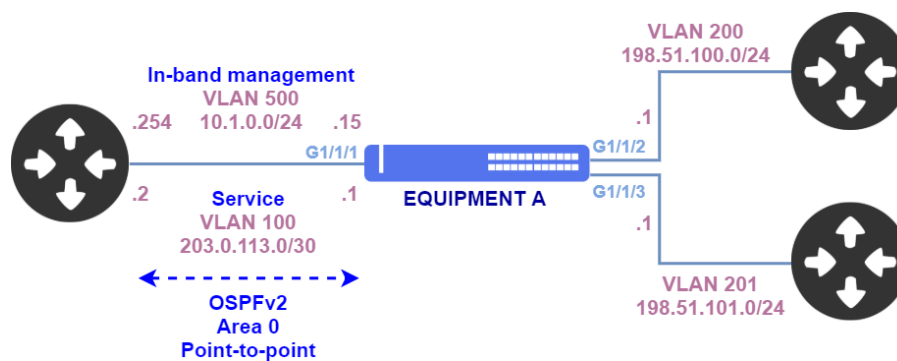 In-band management
VLAN 500
.254 10.1.0.0/24 .15
G1/1/1
.2 Service .1
VLAN 100
203.0.113.0/30
OSPFv2
Area 0
Point-to-point
EQUIPMENT A
VLAN 200
198.51.100.0/24
.1
G1/1/2
G1/1/3
.1
VLAN 201
198.51.101.0/24